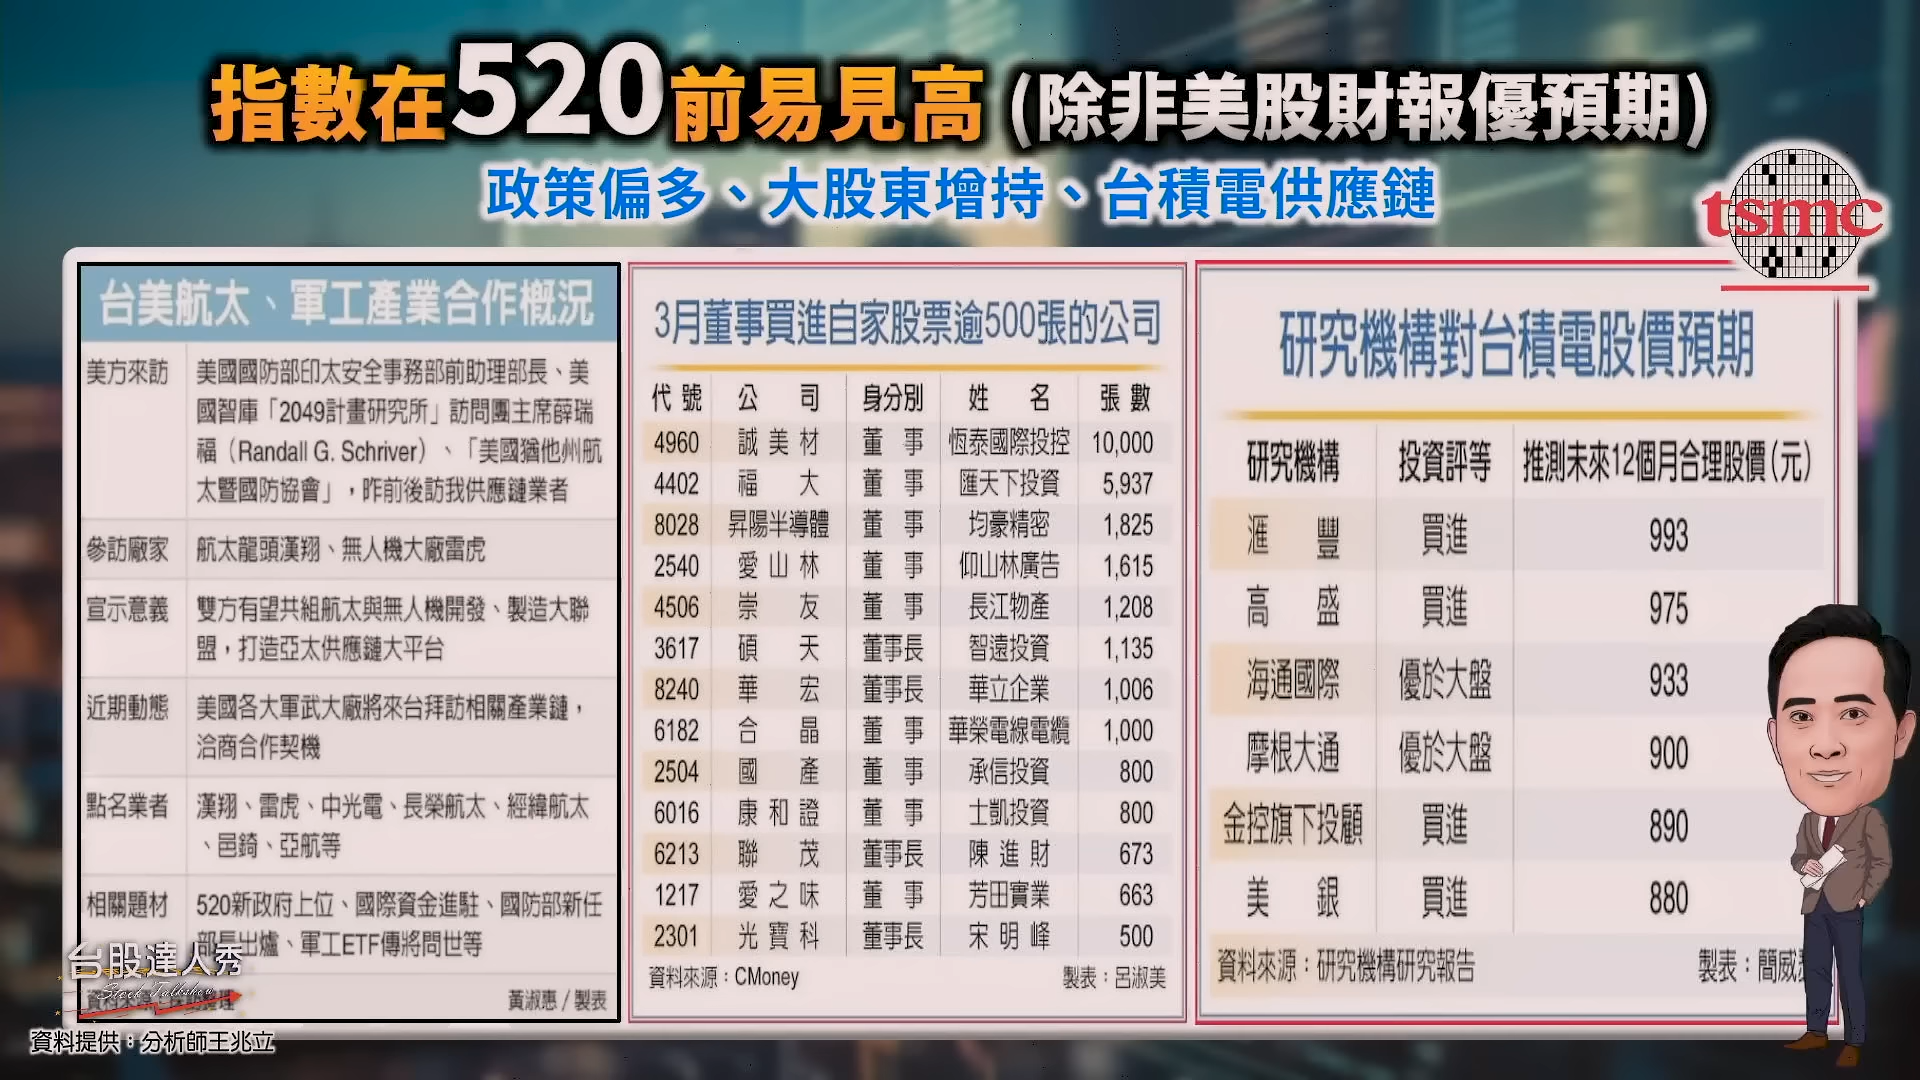 指數在520前易見高 (除非美股財報優預期)
政策偏多、大股東增持、台積電供應鏈
tsmc
台美航太、軍工產業合作概況
美方來訪 美國國防部印太安全事務部前助理部長、美
國智庫「2049計畫研究所」訪問團主席薛瑞
福（Randall G. Schriver）、「美國猶他州航
太暨國防協會」，昨前後訪我供應鏈業者
參訪廠家 航太龍頭漢翔、無人機大廠雷虎
宣示意義 雙方有望共組航太與無人機開發、製造大聯
盟，打造亞太供應鏈大平台
近期動態 美國各大軍武大廠將來台拜訪相關產業鏈，
洽商合作契機
點名業者 漢翔、雷虎、中光電、長榮航太、經緯航太
、邑錡、亞航等
相關題材 520新政府上位、國際資金進駐、國防部新任
部長出爐、軍工ETF傳將問世等
黃淑惠／製表
3月董事買進自家股票逾500張的公司
代號 公司 身分別 姓名 張數
4960 誠美材 董事 恆泰國際投控 10,000
4402 福大 董事 匯天下投資 5,937
8028 昇陽半導體 董事 均豪精密 1,825
2540 愛山林 董事 仰山林廣告 1,615
4506 崇友 董事 長江物產 1,208
3617 碩天 董事長 智遠投資 1,135
8240 華宏 董事長 華立企業 1,006
6182 合晶 董事 華榮電線電纜 1,000
2504 國產 董事 承信投資 800
6016 康和證 董事 士凱投資 800
6213 聯茂 董事長 陳進財 673
1217 愛之味 董事 芳田實業 663
2301 光寶科 董事長 宋明峰 500
資料來源：CMoney 製表：呂淑美
研究機構對台積電股價預期
研究機構 投資評等 推測未來12個月合理股價（元）
滙豐 買進 993
高盛 買進 975
海通國際 優於大盤 933
摩根大通 優於大盤 900
金控旗下投顧 買進 890
美銀 買進 880
資料來源：研究機構研究報告 製表：簡威
台股達人秀
Stock Talkshow
資料提供：分析師王兆立